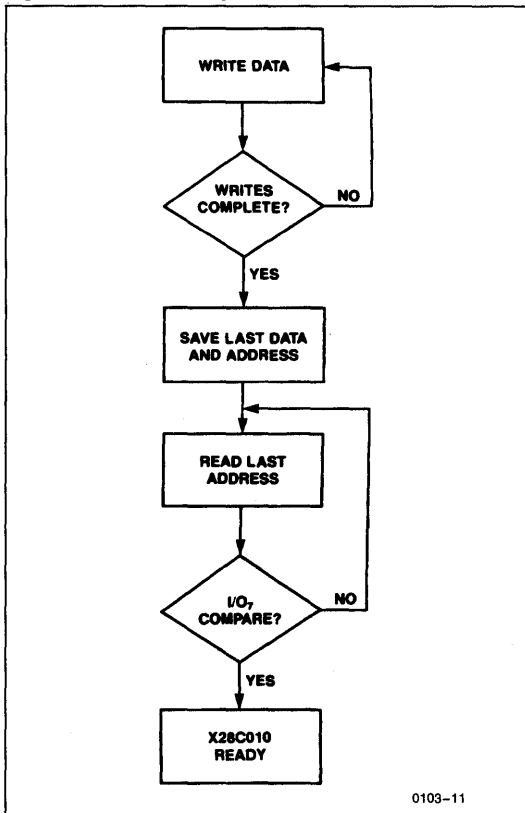 WRITE DATA
WRITES
COMPLETE?
NO
YES
SAVE LAST DATA
AND ADDRESS
READ LAST
ADDRESS
I/O₇
COMPARE?
NO
YES
X28C010
READY
0103–11